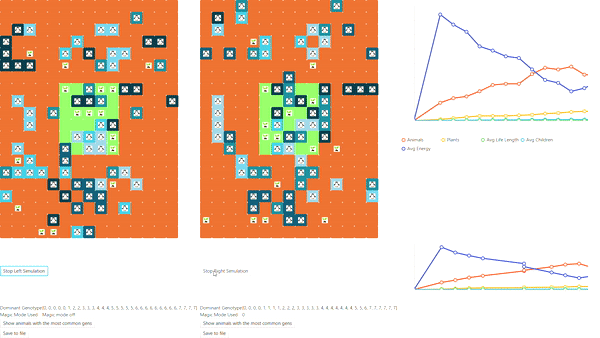 Animals Plants Avg Life Length Avg Children
Avg Energy
Stop Left Simulation
Stop Right Simulation
Magic Mode Used Magic mode off
Magic Mode Used 0
Show animals with the most common gens
Show animals with the most common gens
Save to file
Save to file